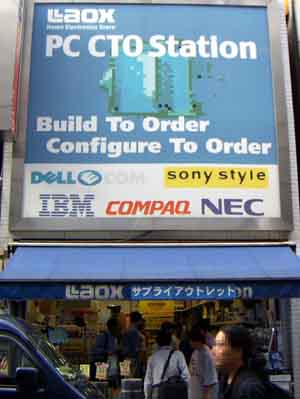 LAOX
Home Electronics Store
PC CTO Station
Build To Order
Configure To Order
DELL.COM
sony style
IBM COMPAQ NEC
LAOX サプライアウトレット